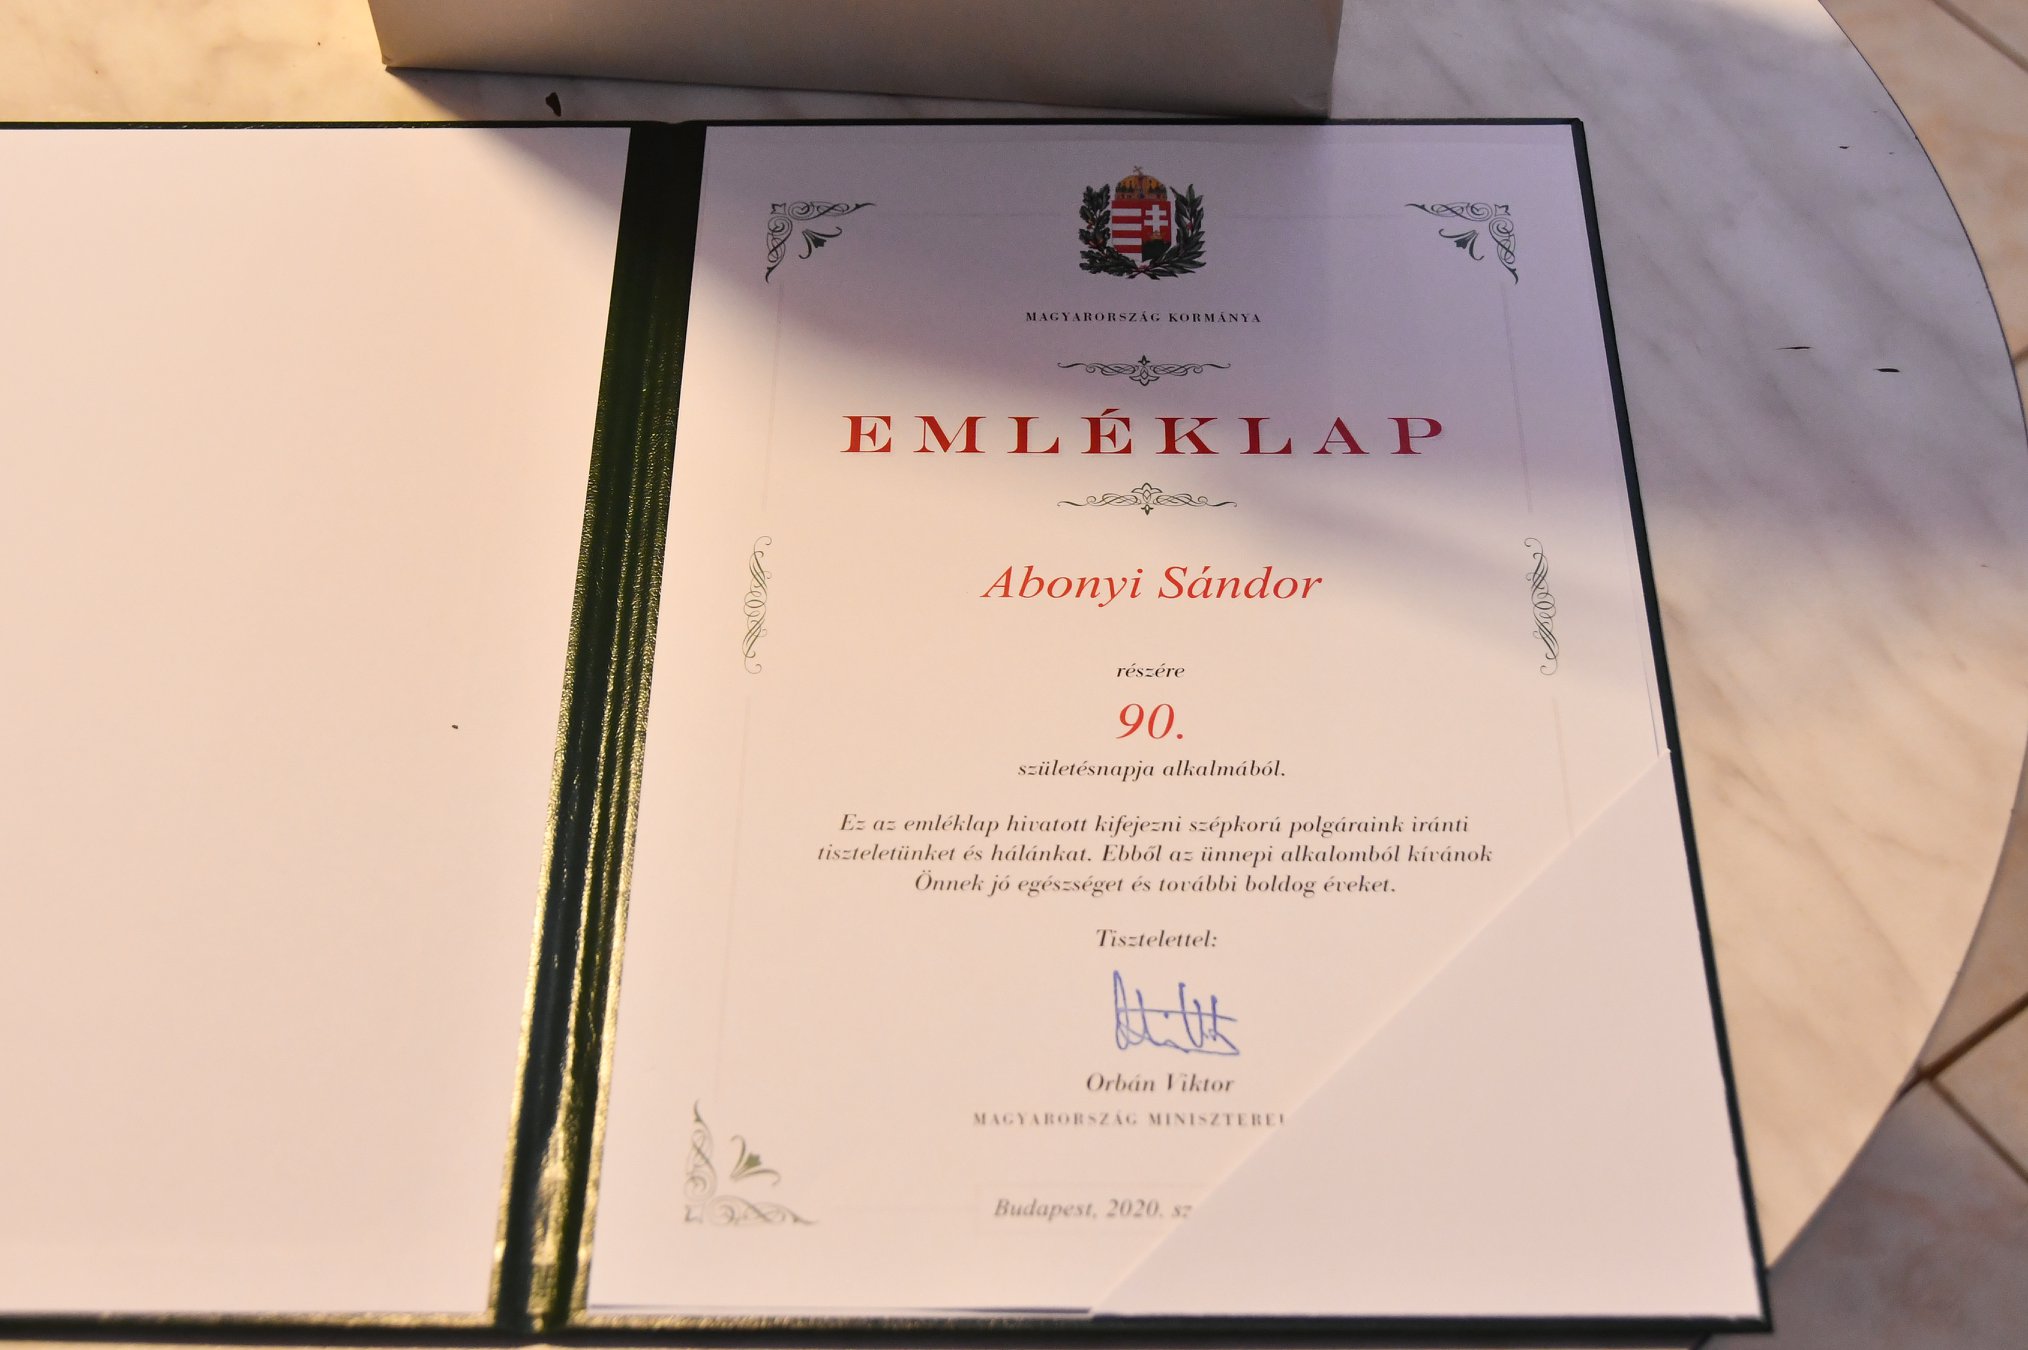 MAGYARORSZÁG KORMÁNYA
EMLÉKLAP
Abonyi Sándor
részére
90.
születésnapja alkalmából.
Ez az emléklap hivatott kifejezni szépkorú polgáraink iránti
tiszteletünket és hálánkat. Ebből az ünnepi alkalomból kívánok
Önnek jó egészséget és további boldog éveket.
Tisztelettel:
Orbán Viktor
MAGYARORSZÁG
Budapest, 2020.